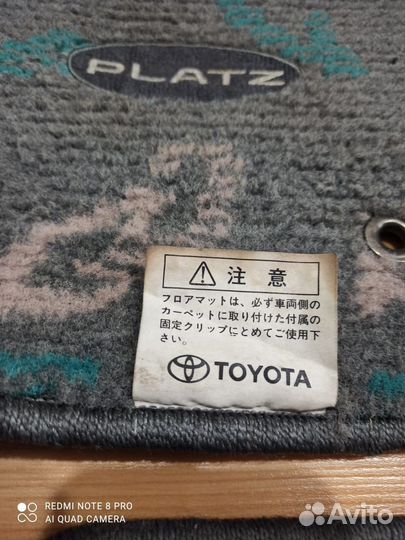 PLATZ
注意
フロアマットは、必ず車両側の
カーペットに取り付けた付属の
固定クリップにとめてご使用下
さい。
TOYOTA
REDMI NOTE 8 PRO
AI QUAD CAMERA
Avito